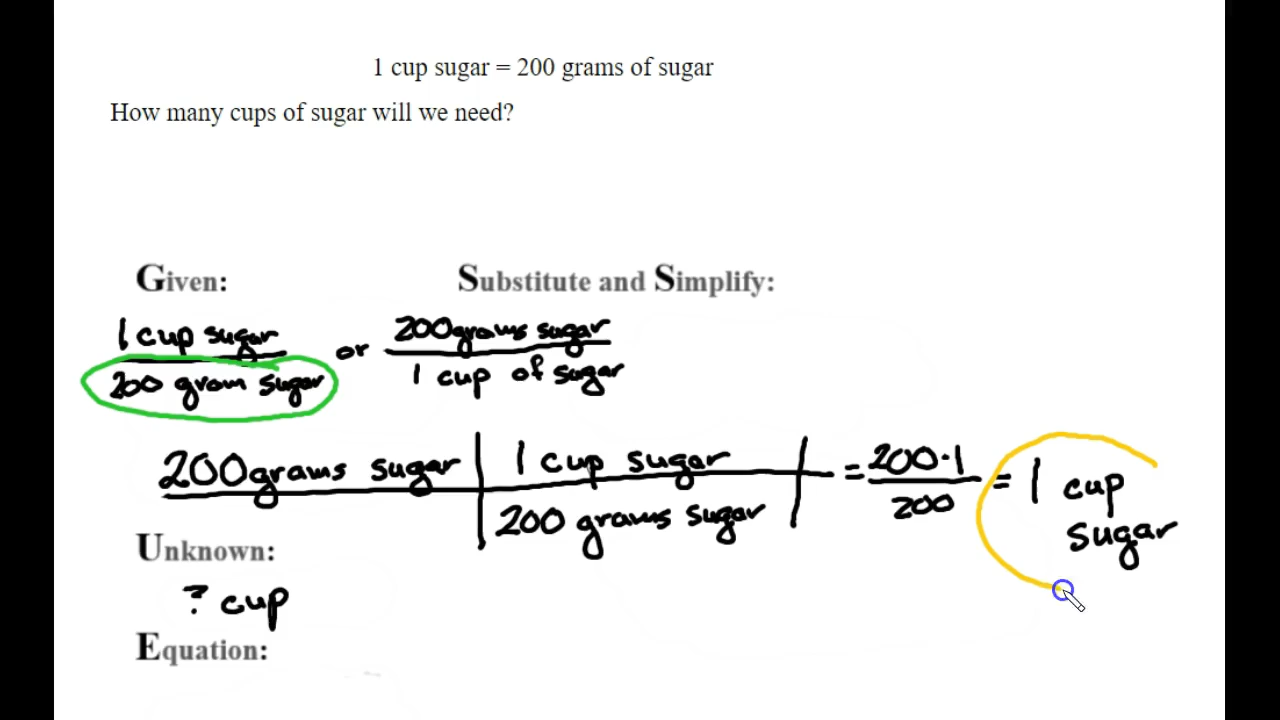 1 cup sugar = 200 grams of sugar
How many cups of sugar will we need?
Given:
Substitute and Simplify:
1 cup sugar
200 gram sugar
or
200 grams sugar
1 cup of sugar
200 grams sugar
1 cup sugar
200 grams sugar
= 200·1
200
= 1 cup
sugar
Unknown:
? cup
Equation: